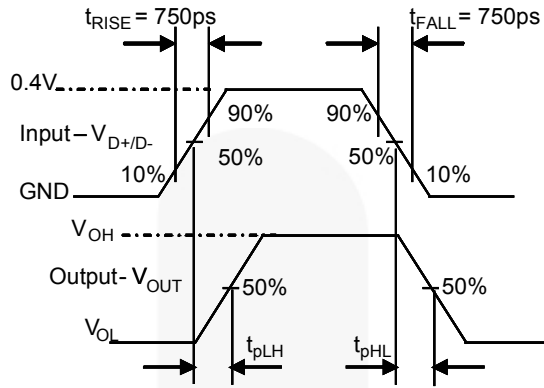 tRISE = 750ps
tFALL = 750ps
0.4V
90%
90%
Input – VD+/D-
50%
50%
10%
10%
GND
VOH
Output- VOUT
50%
50%
VOL
tpLH
tpHL